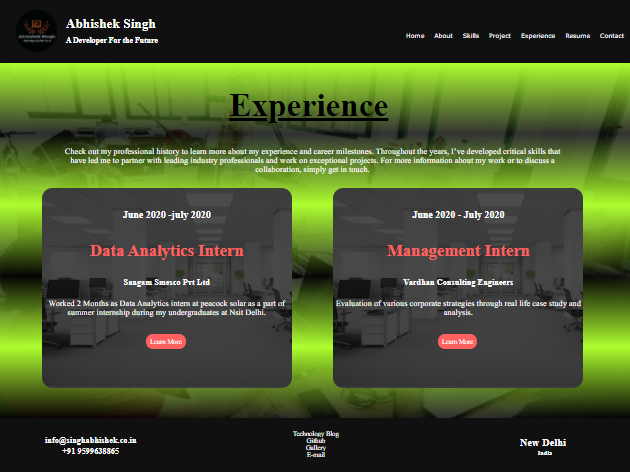 Abhishek Singh
A Developer For the Future
Home About Skills Project Experience Resume Contact
Experience
Check out my professional history to learn more about my experience and career milestones. Throughout the years, I've developed critical skills that
have led me to partner with leading industry professionals and work on exceptional projects. For more information about my work or to discuss a
collaboration, simply get in touch.
June 2020 -july 2020
Data Analytics Intern
Sangam Smesco Pvt Ltd
Worked 2 Months as Data Analytics intern at peacock solar as a part of
summer internship during my undergraduates at Nsit Delhi.
Learn More
June 2020 - July 2020
Management Intern
Vardhan Consulting Engineers
Evaluation of various corporate strategies through real life case study and
analysis.
Learn More
info@singhabhishek.co.in
+91 9599638865
Technology Blog
Github
Gallery
E-mail
New Delhi
India